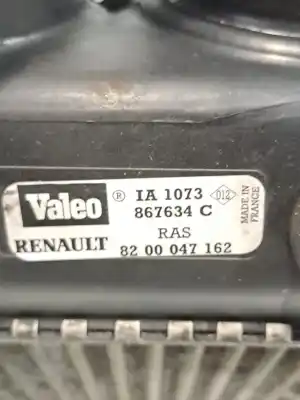 Valeo ® IA 1073 D12
867634 C
RENAULT RAS
82 00 047 162
MADE IN
FRANCE